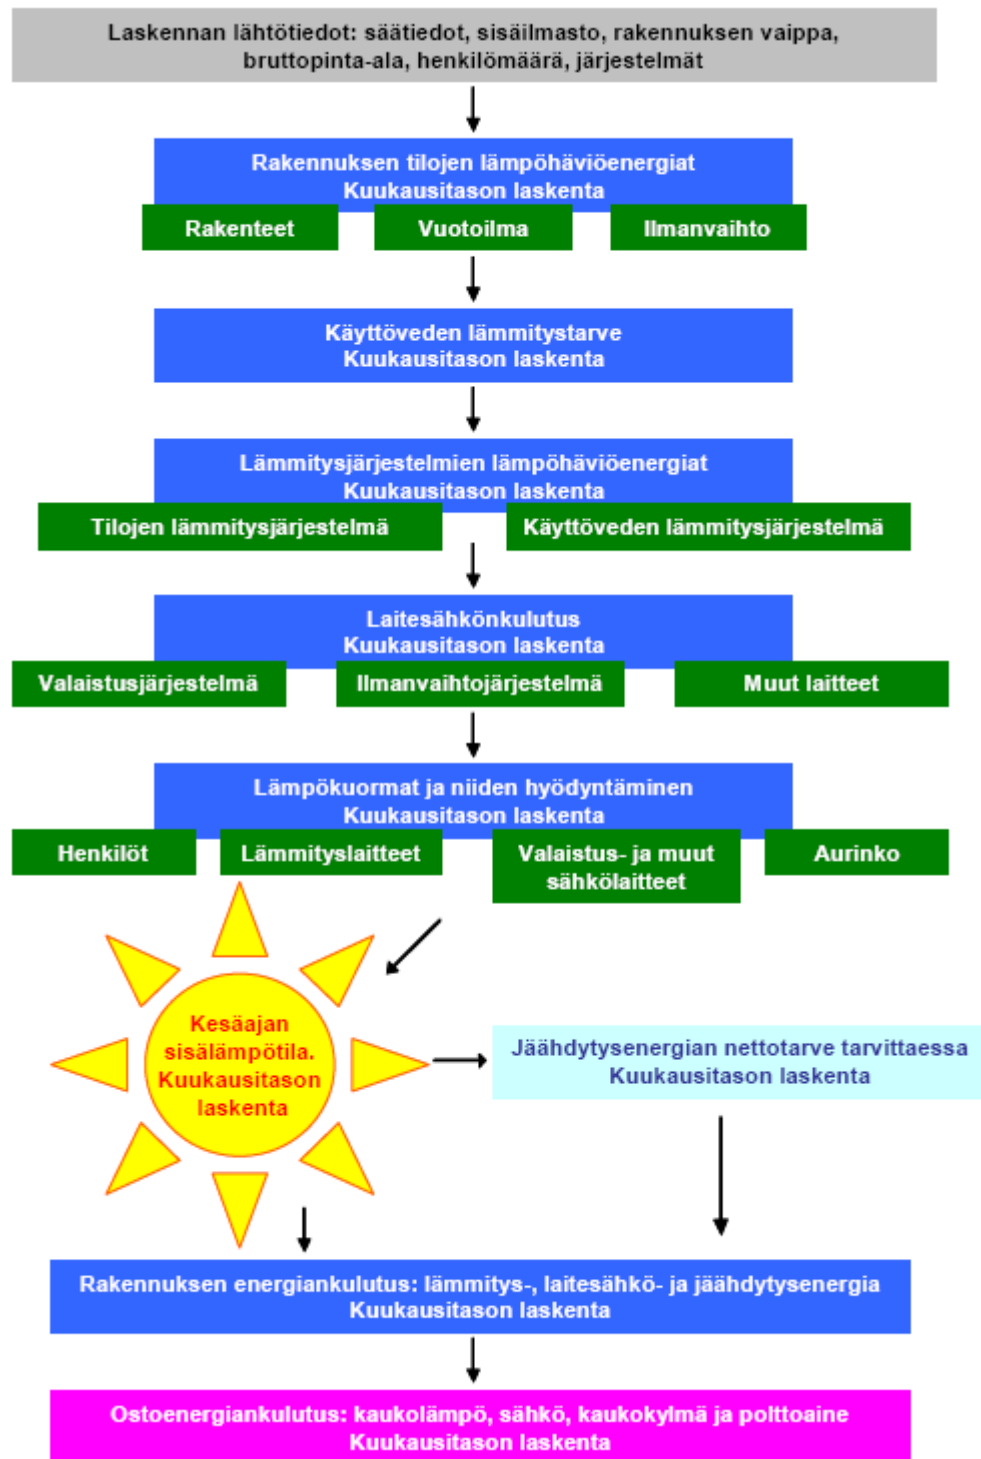 Laskennan lähtötiedot: säätiedot, sisäilmasto, rakennuksen vaippa,
bruttopinta-ala, henkilömäärä, järjestelmät
Rakennuksen tilojen lämpöhäviöenergiat
Kuukausitason laskenta
Rakenteet
Vuotoilma
Ilmanvaihto
Käyttöveden lämmitystarve
Kuukausitason laskenta
Lämmitysjärjestelmien lämpöhäviöenergiat
Kuukausitason laskenta
Tilojen lämmitysjärjestelmä
Käyttöveden lämmitysjärjestelmä
Laitesähkönkulutus
Kuukausitason laskenta
Valaistusjärjestelmä
Ilmanvaihtojärjestelmä
Muut laitteet
Lämpökuormat ja niiden hyödyntäminen
Kuukausitason laskenta
Henkilöt
Lämmityslaitteet
Valaistus- ja muut
sähkölaitteet
Aurinko
Kesäajan
sisälämpötila.
Kuukausitason
laskenta
Jäähdytysenergian nettotarve tarvittaessa
Kuukausitason laskenta
Rakennuksen energiankulutus: lämmitys-, laitesähkö- ja jäähdytysenergia
Kuukausitason laskenta
Ostoenergiankulutus: kaukolämpö, sähkö, kaukokylmä ja polttoaine
Kuukausitason laskenta